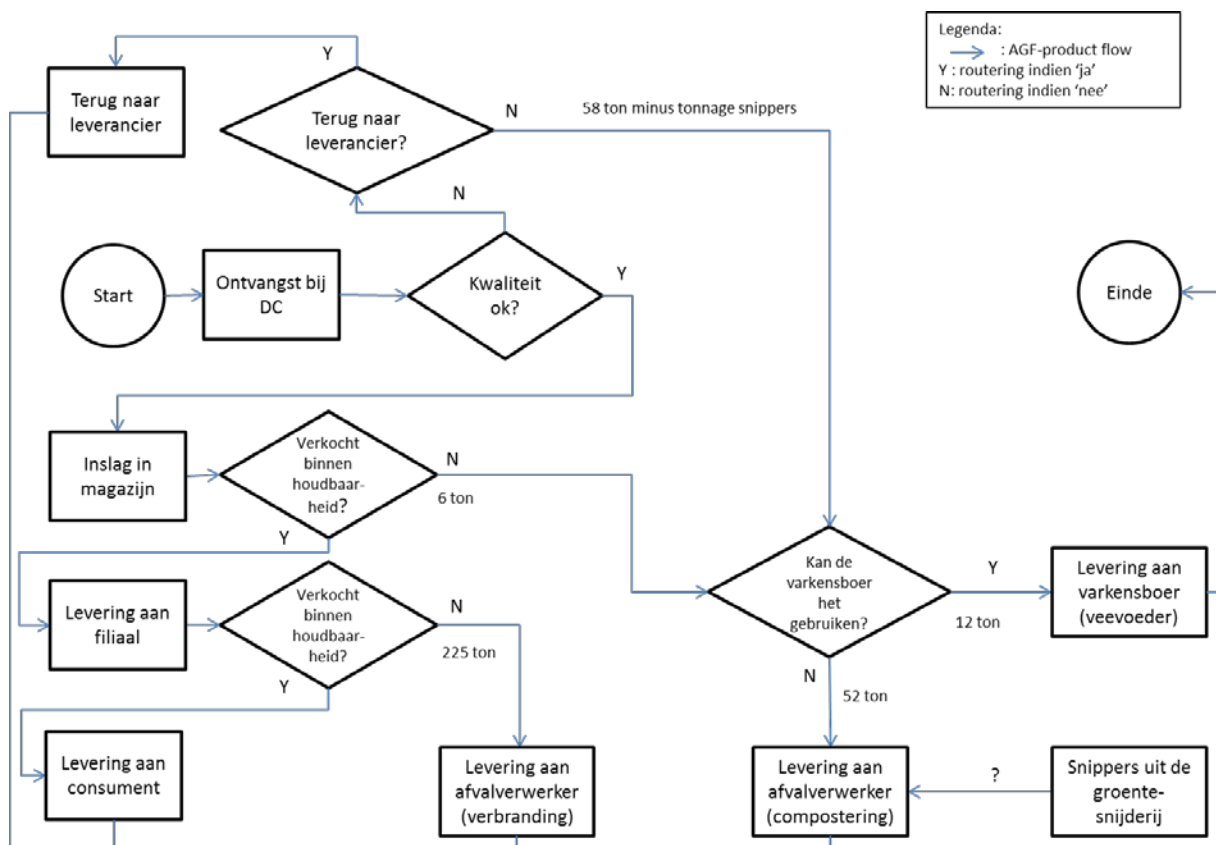 Legenda:
: AGF-product flow
Y : routering indien 'ja'
N: routering indien 'nee'
Y
Terug naar
leverancier
Terug naar
leverancier?
N
58 ton minus tonnage snippers
N
Start
Ontvangst bij
DC
Kwaliteit
ok?
Y
Einde
Inslag in
magazijn
Verkocht
binnen
houdbaar-
heid?
N
6 ton
Y
Levering aan
filiaal
Verkocht
binnen
houdbaar-
heid?
N
225 ton
Y
Kan de
varkensboer
het
gebruiken?
Y
12 ton
Levering aan
varkensboer
(veevoeder)
N
52 ton
Levering aan
consument
Levering aan
afvalverwerker
(verbranding)
Levering aan
afvalverwerker
(compostering)
?
Snippers uit de
groente-
snijderij